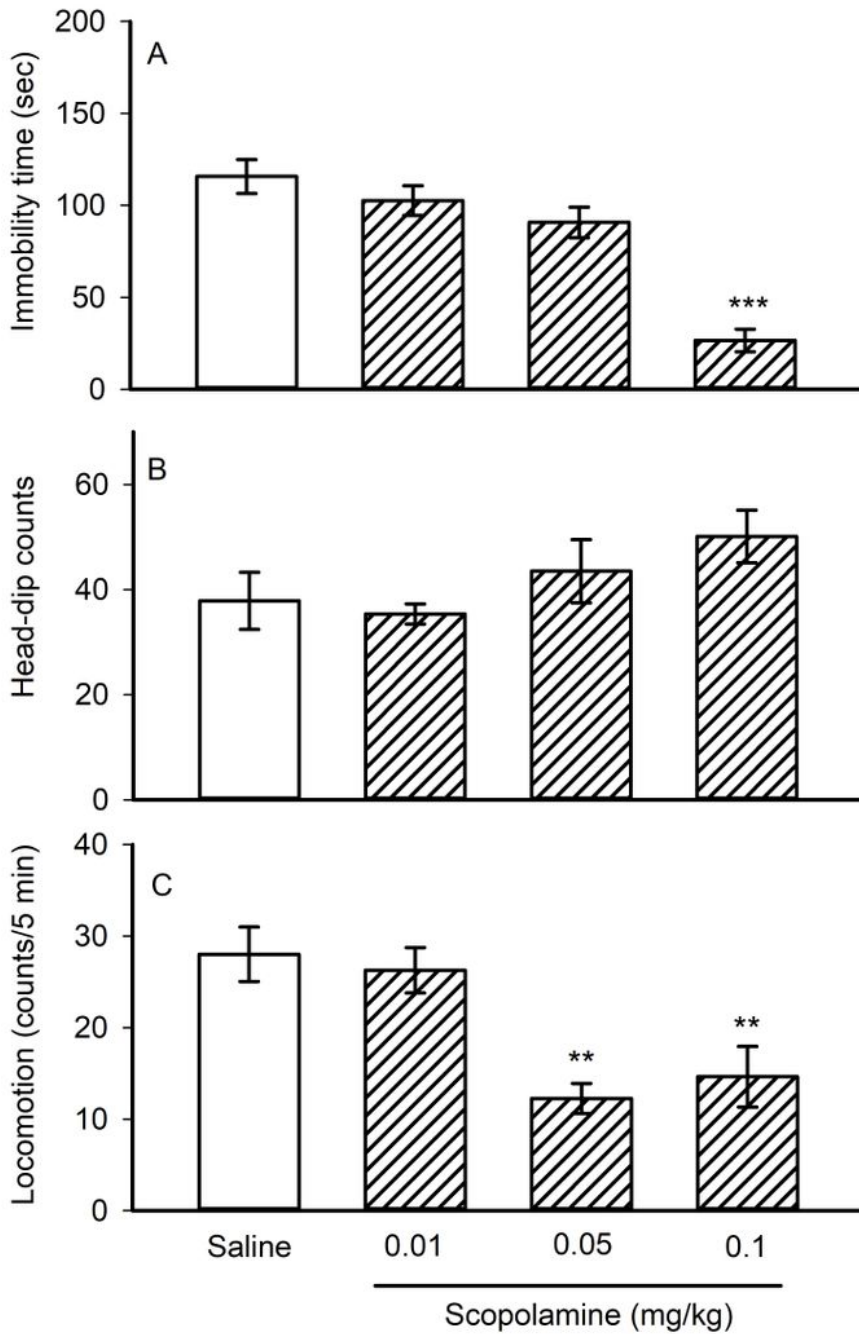 200
A
150
100
50
0
Immobility time (sec)
***
B
60
40
20
0
Head-dip counts
40
C
30
20
10
0
Locomotion (counts/5 min)
**
**
Saline 0.01 0.05 0.1
Scopolamine (mg/kg)